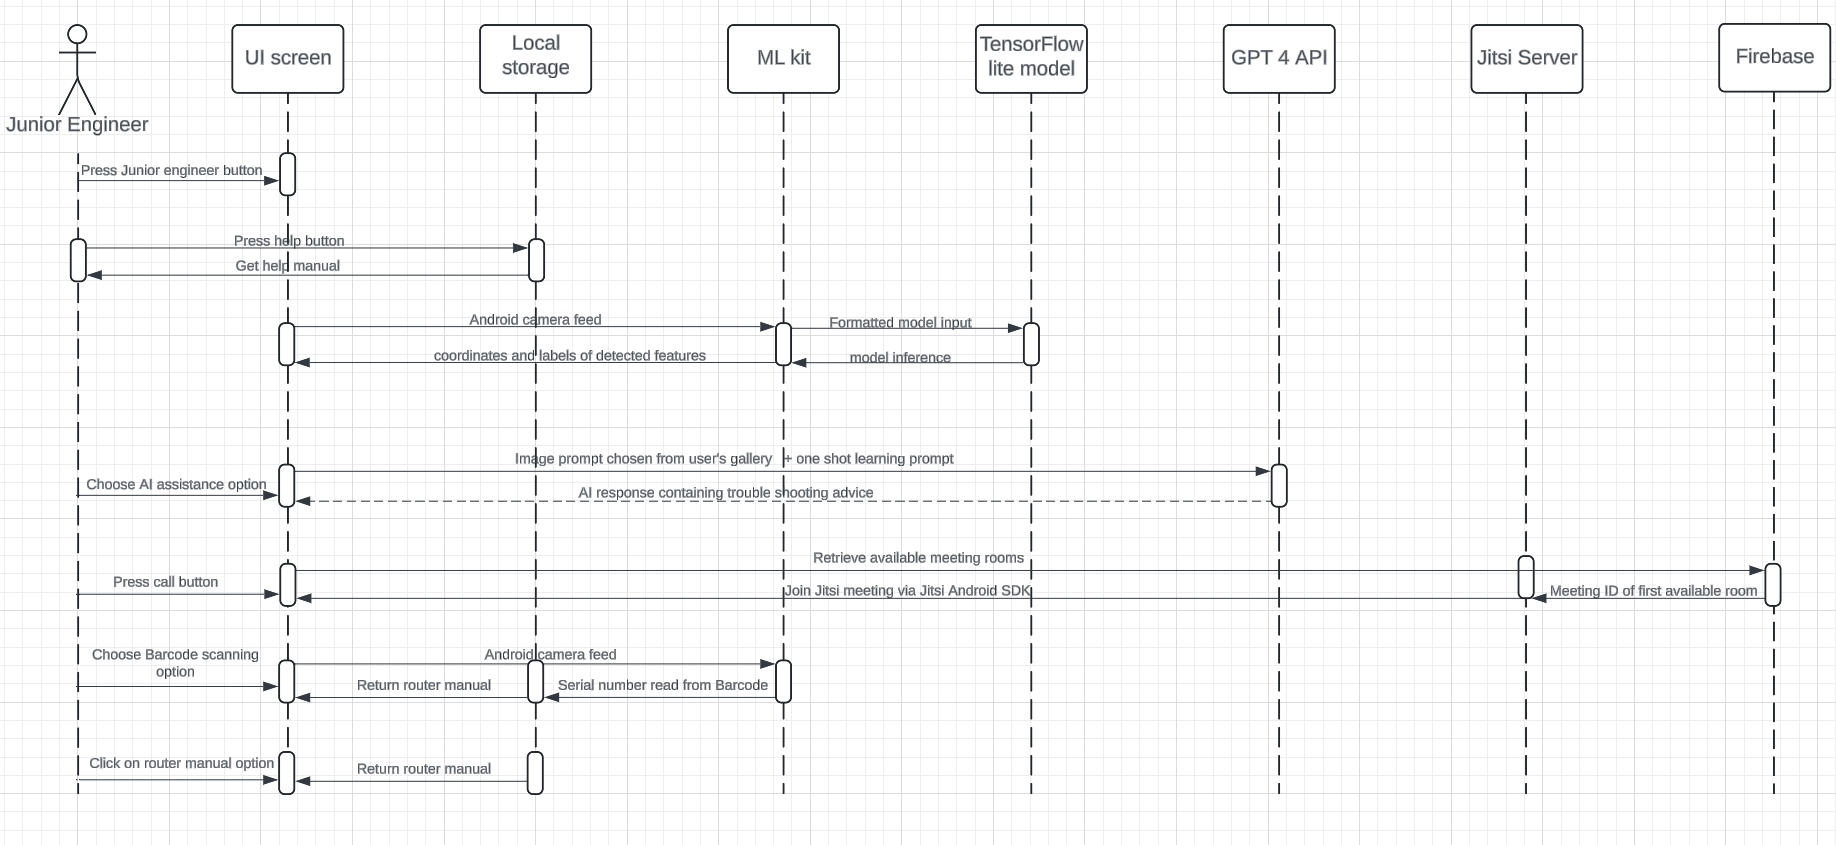 Junior Engineer
UI screen
Local
storage
ML kit
TensorFlow
lite model
GPT 4 API
Jitsi Server
Firebase
Press Junior engineer button
Press help button
Get help manual
Android camera feed
Formatted model input
coordinates and labels of detected features
model inference
Image prompt chosen from user's gallery + one shot learning prompt
Choose AI assistance option
AI response containing trouble shooting advice
Retrieve available meeting rooms
Press call button
Join Jitsi meeting via Jitsi Android SDK
Meeting ID of first available room
Choose Barcode scanning
option
Android camera feed
Return router manual
Serial number read from Barcode
Click on router manual option
Return router manual